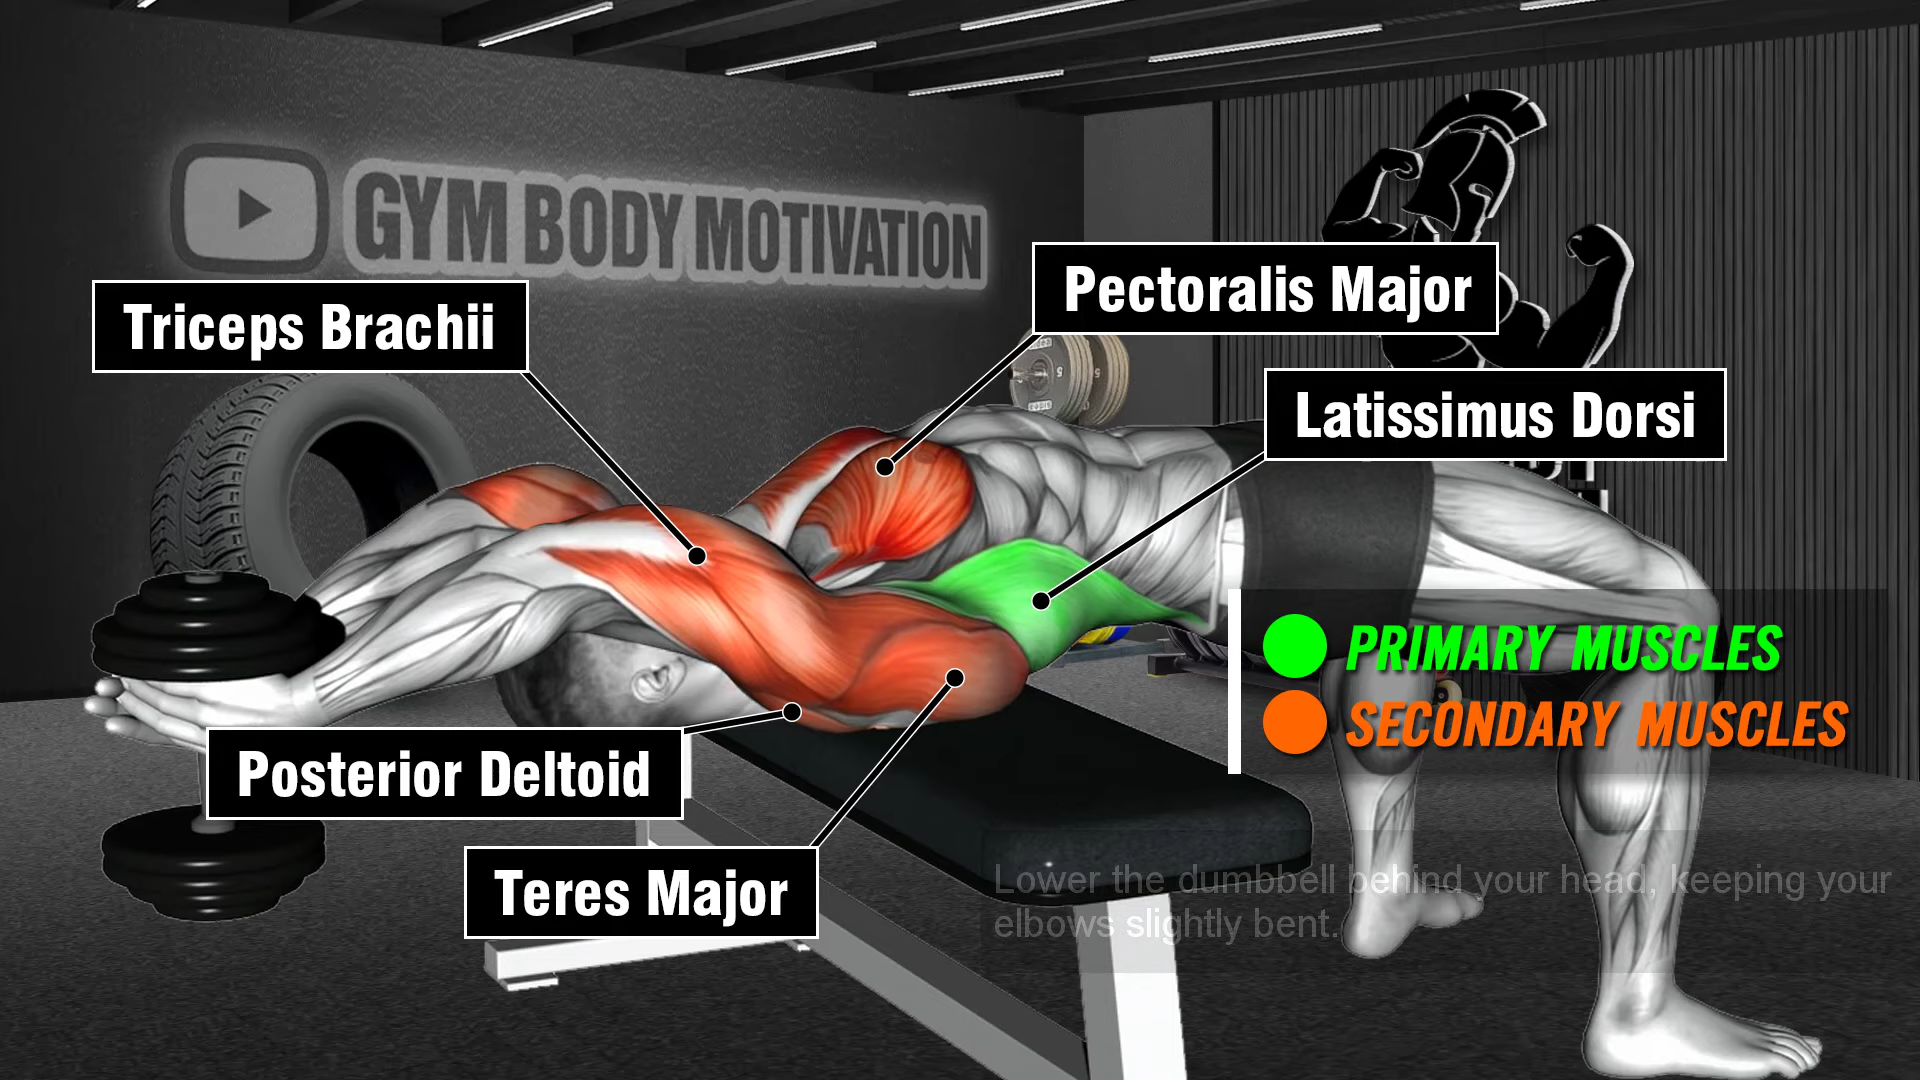 GYM BODY MOTIVATION
Pectoralis Major
Triceps Brachii
Latissimus Dorsi
PRIMARY MUSCLES
SECONDARY MUSCLES
Posterior Deltoid
Teres Major
Lower the dumbbell behind your head, keeping your
elbows slightly bent.